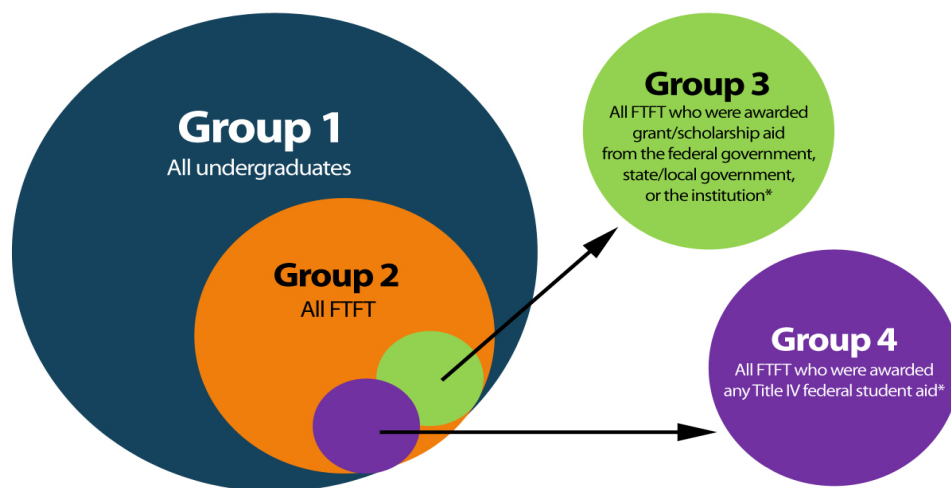 Group 1
All undergraduates
Group 2
All FTFT
Group 3
All FTFT who were awarded
grant/scholarship aid
from the federal government,
state/local government,
or the institution*
Group 4
All FTFT who were awarded
any Title IV federal student aid*